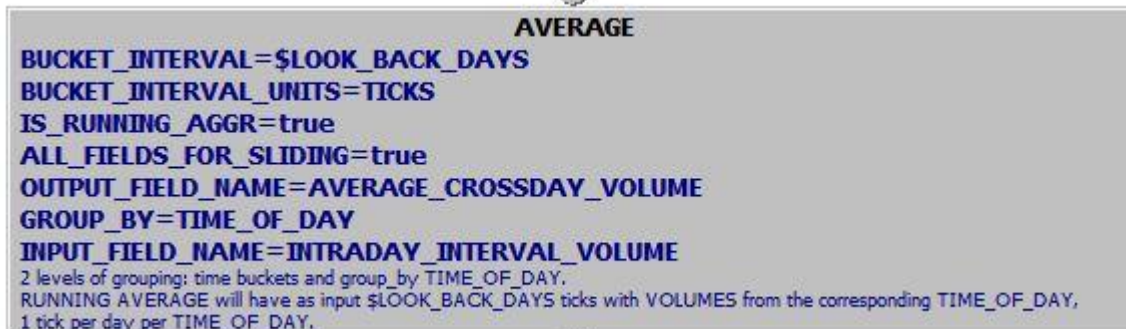 AVERAGE
BUCKET_INTERVAL=$LOOK_BACK_DAYS
BUCKET_INTERVAL_UNITS=TICKS
IS_RUNNING_AGGR=true
ALL_FIELDS_FOR_SLIDING=true
OUTPUT_FIELD_NAME=AVERAGE_CROSSDAY_VOLUME
GROUP_BY=TIME_OF_DAY
INPUT_FIELD_NAME=INTRADAY_INTERVAL_VOLUME
2 levels of grouping: time buckets and group_by TIME_OF_DAY.
RUNNING AVERAGE will have as input $LOOK_BACK_DAYS ticks with VOLUMES from the corresponding TIME_OF_DAY,
1 tick per day per TIME_OF_DAY.